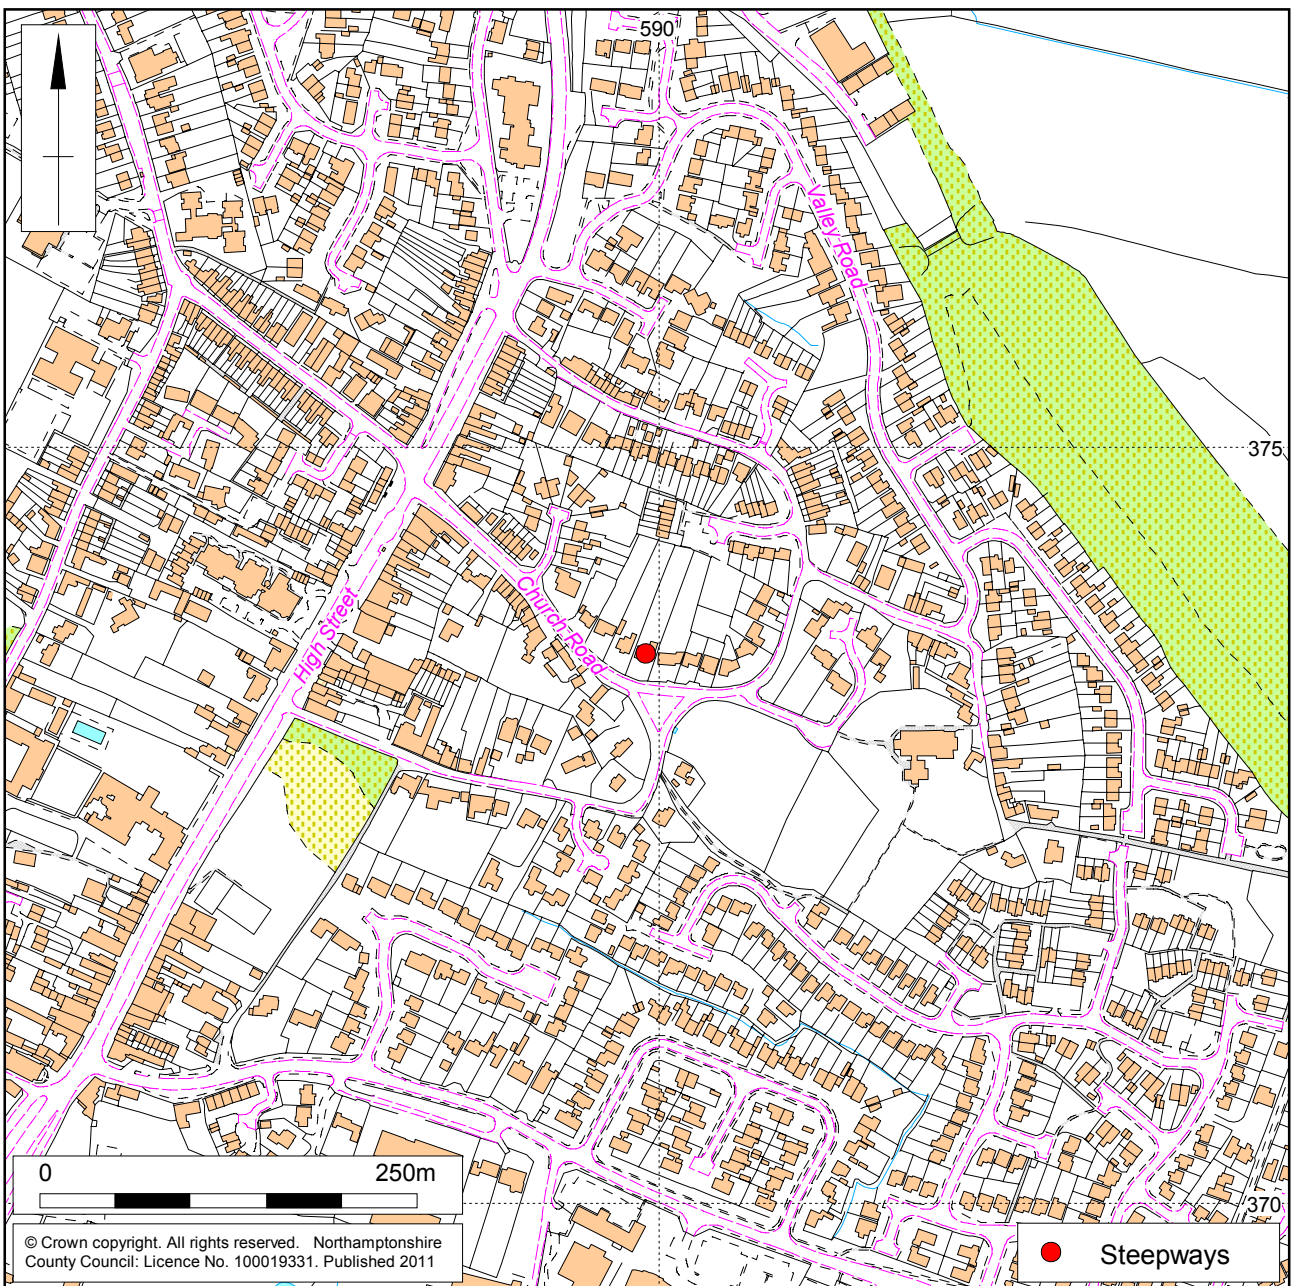 590
Valley Road
375
Church Road
High Street
0 250m
370
© Crown copyright. All rights reserved. Northamptonshire
County Council: Licence No. 100019331. Published 2011
Steepways